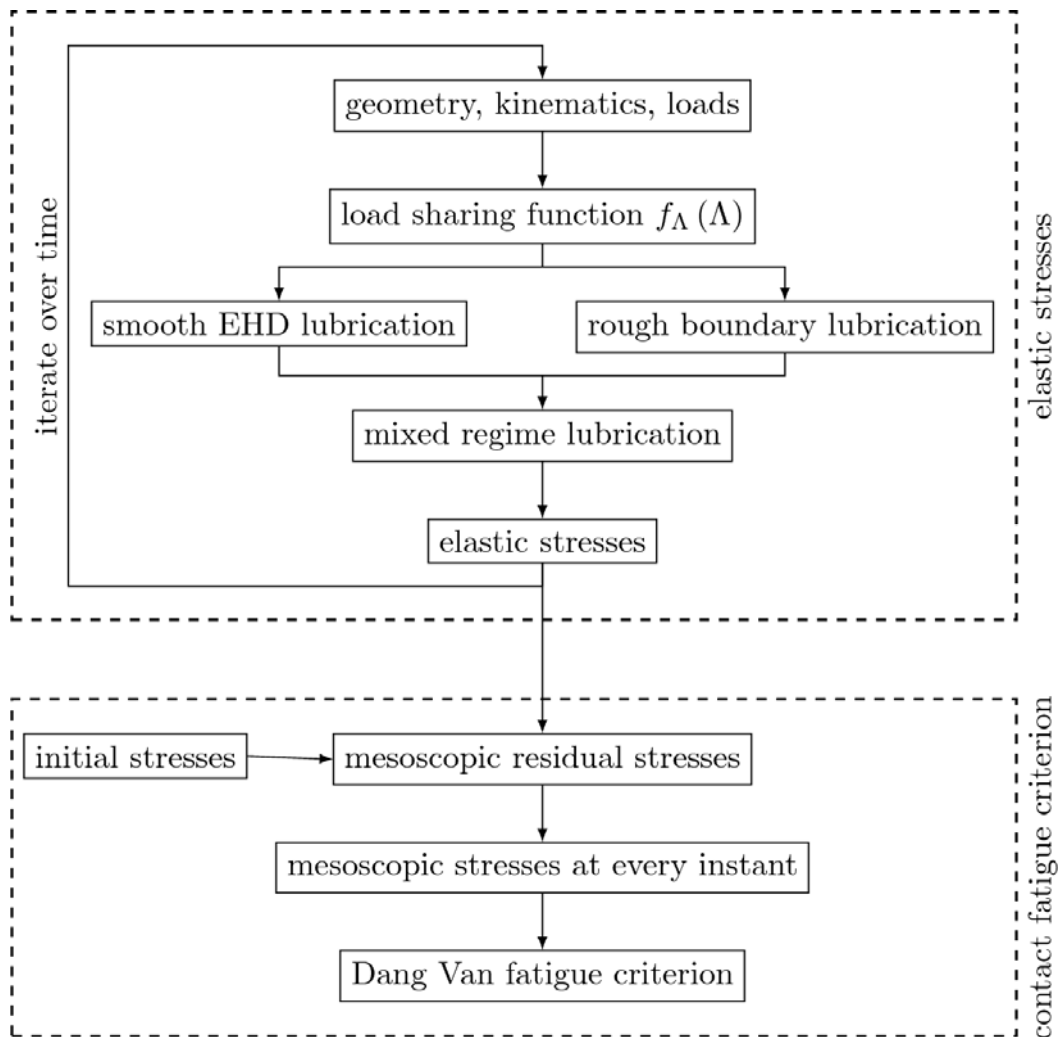 geometry, kinematics, loads
load sharing function f_Λ (Λ)
smooth EHD lubrication
rough boundary lubrication
mixed regime lubrication
elastic stresses
iterate over time
elastic stresses
initial stresses
mesoscopic residual stresses
mesoscopic stresses at every instant
Dang Van fatigue criterion
contact fatigue criterion